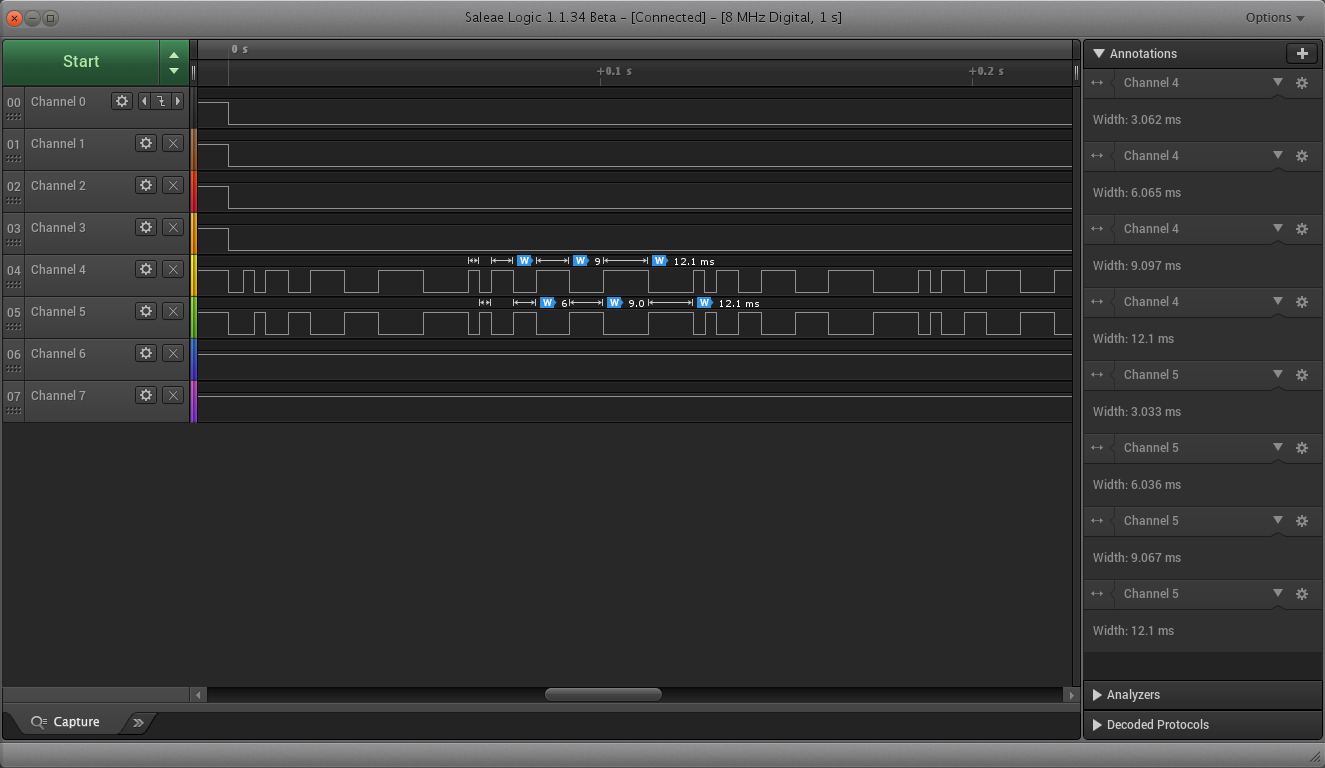 Saleae Logic 1.1.34 Beta - [Connected] - [8 MHz Digital, 1 s]
Options
Start
0 s
+0.1 s
+0.2 s
00 Channel 0
01 Channel 1
02 Channel 2
03 Channel 3
04 Channel 4
W 9 W 12.1 ms
W W
05 Channel 5
W 6 W 9.0 W 12.1 ms
06 Channel 6
07 Channel 7
Capture
Annotations
Channel 4
Width: 3.062 ms
Channel 4
Width: 6.065 ms
Channel 4
Width: 9.097 ms
Channel 4
Width: 12.1 ms
Channel 5
Width: 3.033 ms
Channel 5
Width: 6.036 ms
Channel 5
Width: 9.067 ms
Channel 5
Width: 12.1 ms
Analyzers
Decoded Protocols